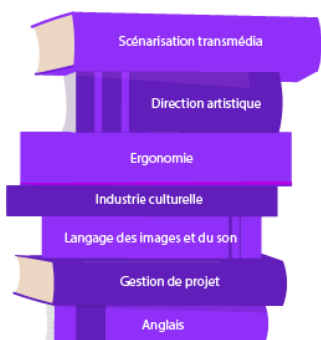 Scénarisation transmédia
Direction artistique
Ergonomie
Industrie culturelle
Langage des images et du son
Gestion de projet
Anglais